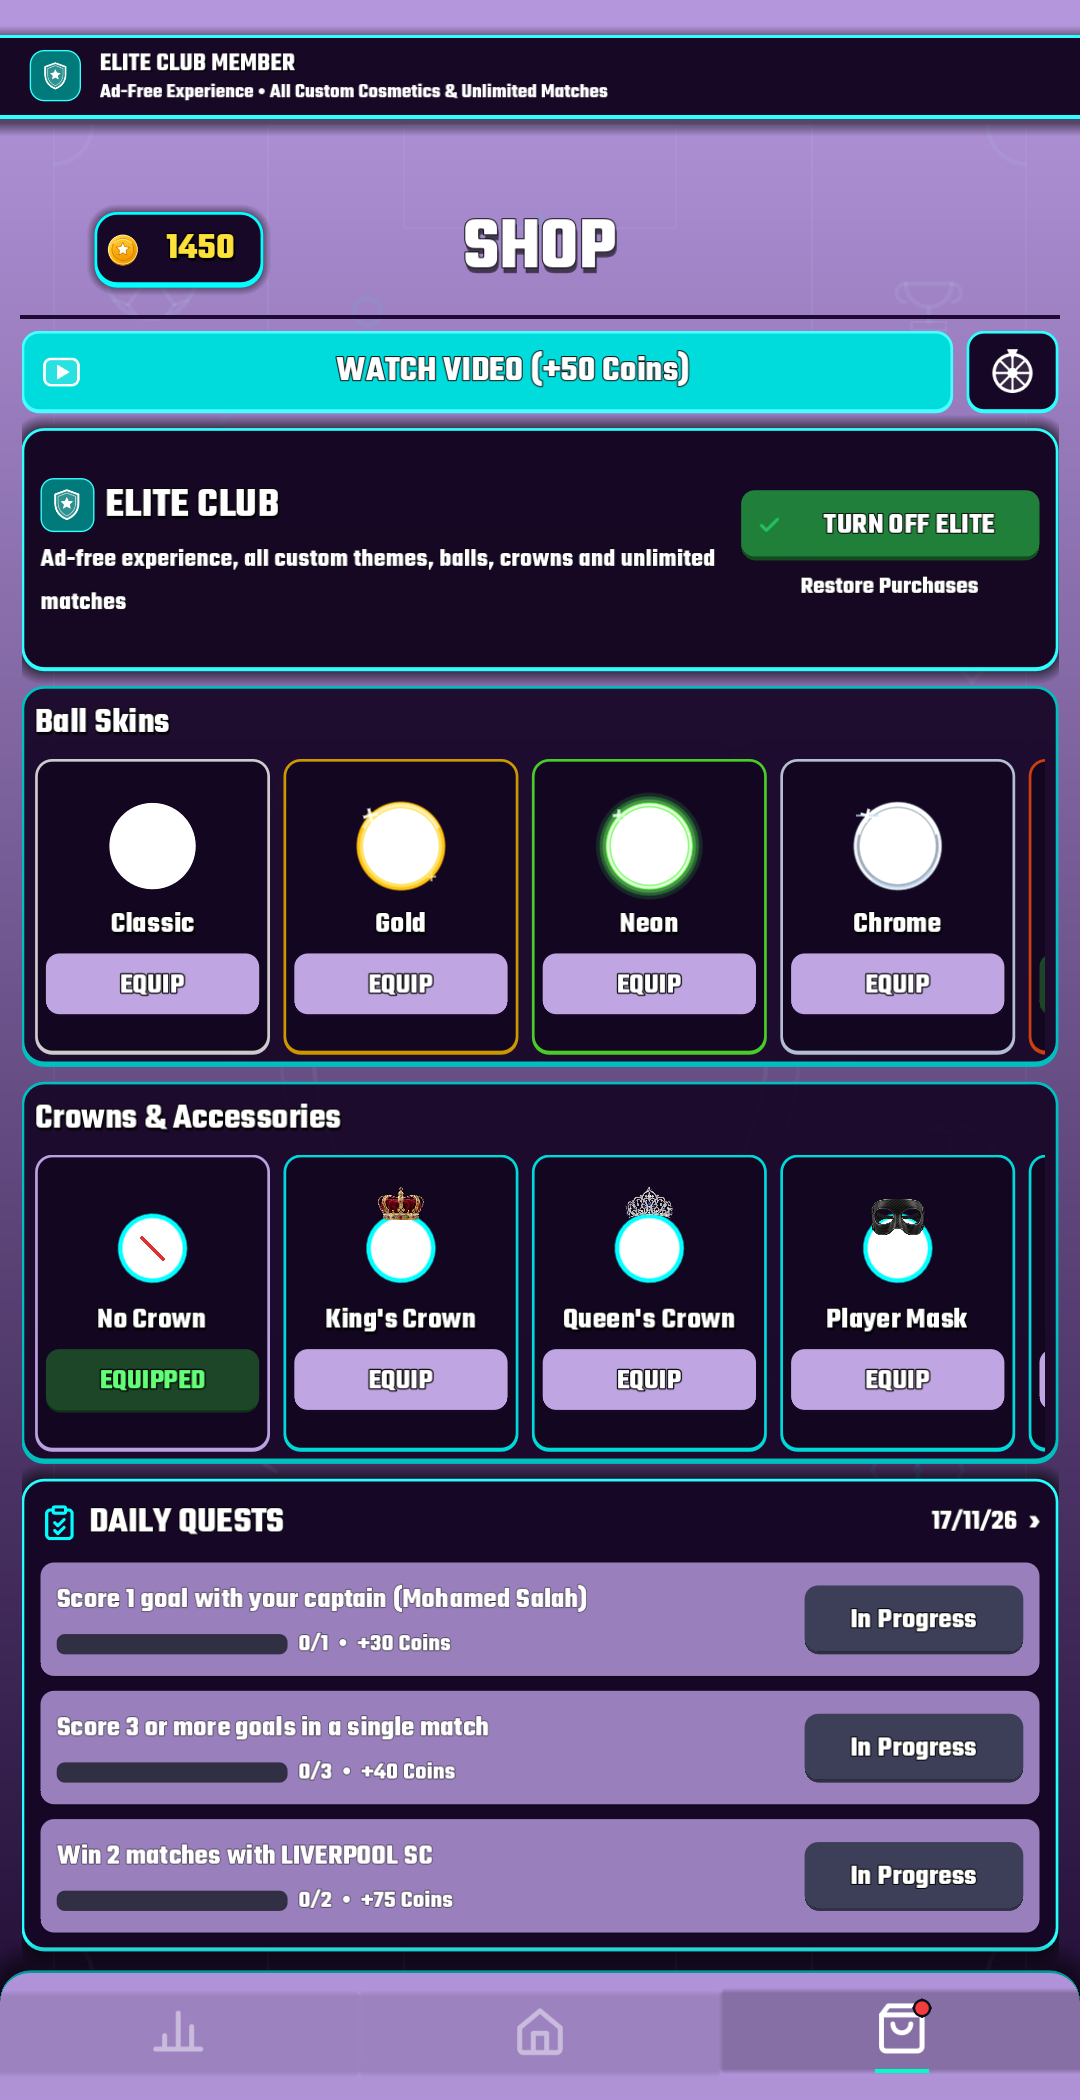 ELITE CLUB MEMBER
Ad-Free Experience • All Custom Cosmetics & Unlimited Matches
1450
SHOP
WATCH VIDEO (+50 Coins)
ELITE CLUB
Ad-free experience, all custom themes, balls, crowns and unlimited
matches
TURN OFF ELITE
Restore Purchases
Ball Skins
Classic
Gold
Neon
Chrome
EQUIP
EQUIP
EQUIP
EQUIP
Crowns & Accessories
No Crown
King's Crown
Queen's Crown
Player Mask
EQUIPPED
EQUIP
EQUIP
EQUIP
DAILY QUESTS
17/11/26 ›
Score 1 goal with your captain (Mohamed Salah)
0/1 • +30 Coins
In Progress
Score 3 or more goals in a single match
0/3 • +40 Coins
In Progress
Win 2 matches with LIVERPOOL SC
0/2 • +75 Coins
In Progress